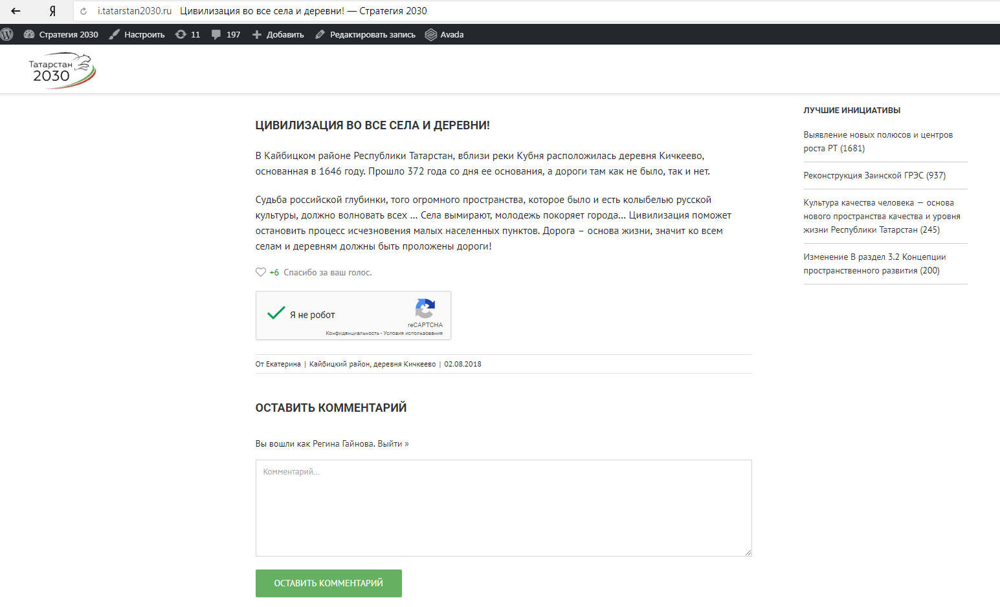 Я
i.tatarstan2030.ru Цивилизация во все села и деревни! — Стратегия 2030
Стратегия 2030 Настроить 11 197 Добавить Редактировать запись Avada
Татарстан
2030
ЦИВИЛИЗАЦИЯ ВО ВСЕ СЕЛА И ДЕРЕВНИ!
В Кайбицком районе Республики Татарстан, вблизи реки Кубня расположилась деревня Кичкеево,
основанная в 1646 году. Прошло 372 года со дня ее основания, а дороги там как не было, так и нет.
Судьба российской глубинки, того огромного пространства, которое было и есть колыбелью русской
культуры, должно волновать всех ... Села вымирают, молодежь покоряет города... Цивилизация поможет
остановить процесс исчезновения малых населенных пунктов. Дорога – основа жизни, значит ко всем
селам и деревням должны быть проложены дороги!
+6 Спасибо за ваш голос.
Я не робот
reCAPTCHA
Конфиденциальность - Условия использования
От Екатерина | Кайбицкий район, деревня Кичкеево | 02.08.2018
ОСТАВИТЬ КОММЕНТАРИЙ
Вы вошли как Регина Гайнова. Выйти »
Комментарий...
ОСТАВИТЬ КОММЕНТАРИЙ
ЛУЧШИЕ ИНИЦИАТИВЫ
Выявление новых полюсов и центров
роста РТ (1681)
Реконструкция Заинской ГРЭС (937)
Культура качества человека — основа
нового пространства качества и уровня
жизни Республики Татарстан (245)
Изменение В раздел 3.2 Концепции
пространственного развития (200)